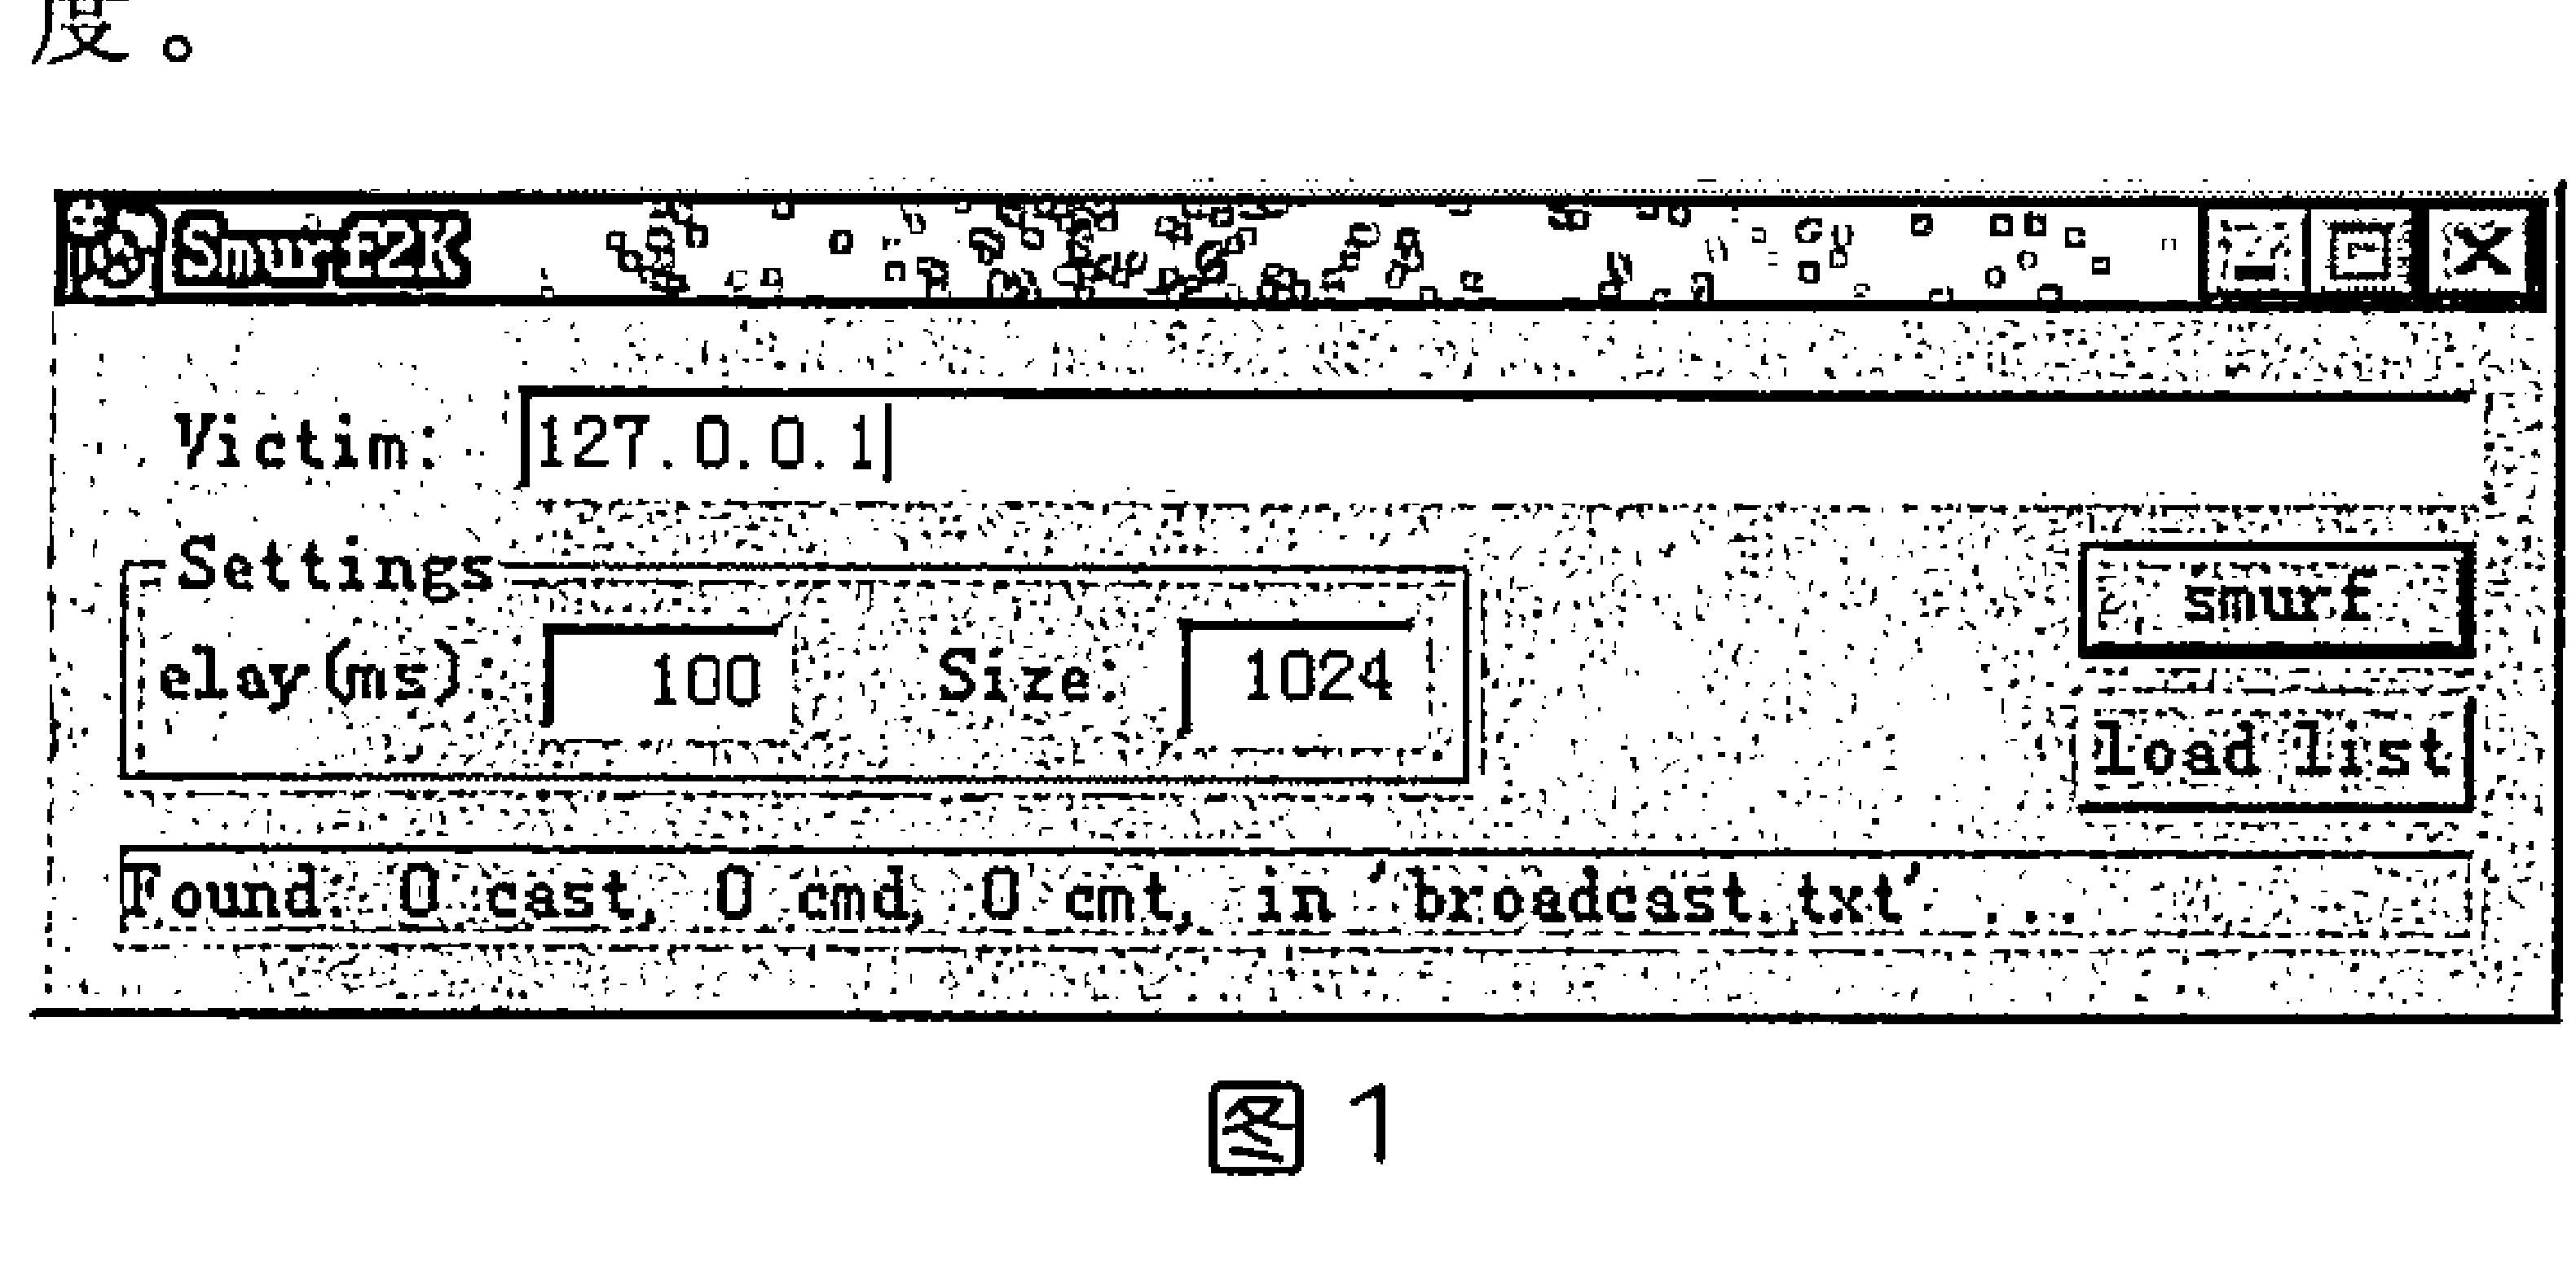 度。
Smurf2K
Victim: 127.0.0.1
Settings
elay(ms): 100 Size: 1024
smurf
load list
Found: 0 cast, 0 cmd, 0 cmt, in 'broadcast.txt' ...
图 1